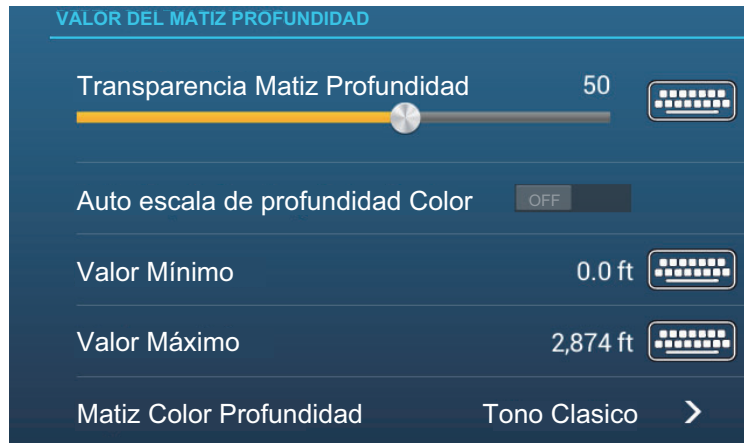 VALOR DEL MATIZ PROFUNDIDAD
Transparencia Matiz Profundidad 50
Auto escala de profundidad Color OFF
Valor Mínimo 0.0 ft
Valor Máximo 2,874 ft
Matiz Color Profundidad Tono Clasico >